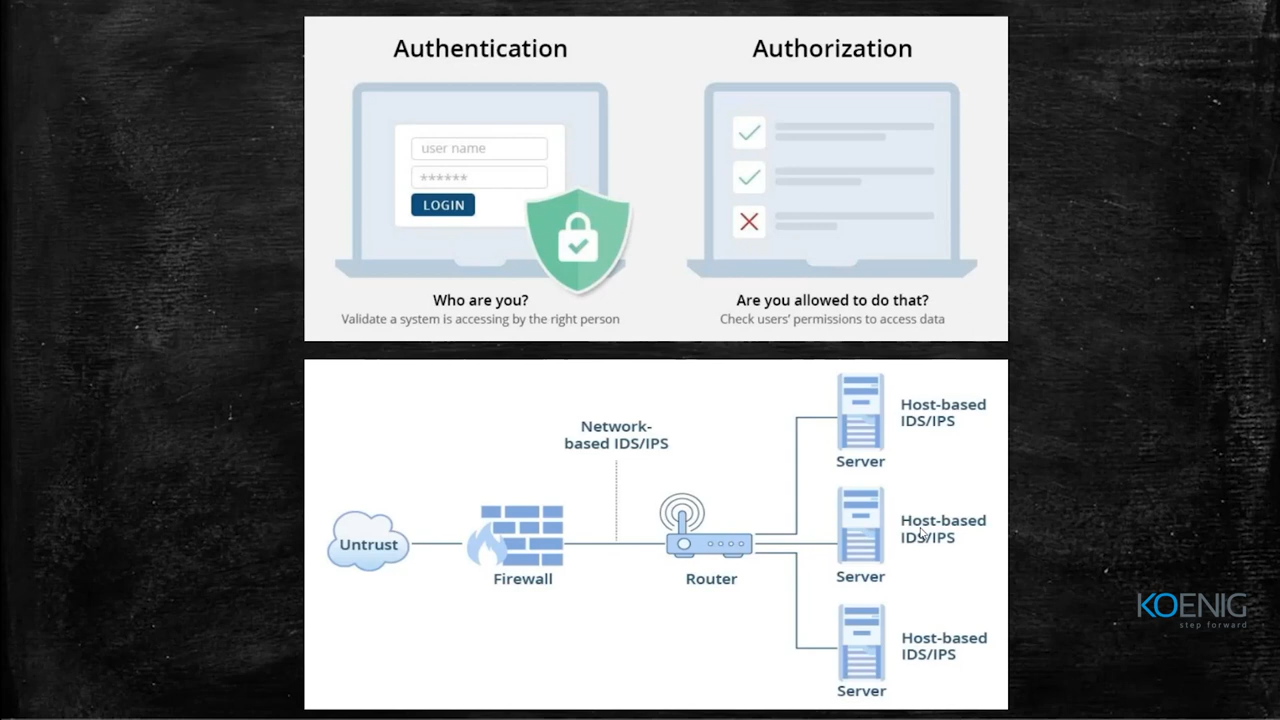 Authentication
Authorization
user name
******
LOGIN
Who are you?
Validate a system is accessing by the right person
Are you allowed to do that?
Check users' permissions to access data
Network-
based IDS/IPS
Untrust
Firewall
Router
Host-based
IDS/IPS
Server
Host-based
IDS/IPS
Server
Host-based
IDS/IPS
Server
KOENIG
step forward